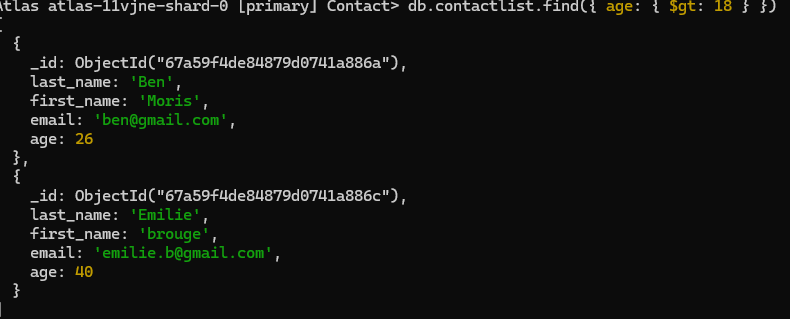 Atlas atlas-11vjne-shard-0 [primary] Contact> db.contactlist.find({ age: { $gt: 18 } })
[
  {
    _id: ObjectId("67a59f4de84879d0741a886a"),
    last_name: 'Ben',
    first_name: 'Moris',
    email: 'ben@gmail.com',
    age: 26
  },
  {
    _id: ObjectId("67a59f4de84879d0741a886c"),
    last_name: 'Emilie',
    first_name: 'brouge',
    email: 'emilie.b@gmail.com',
    age: 40
  }
]